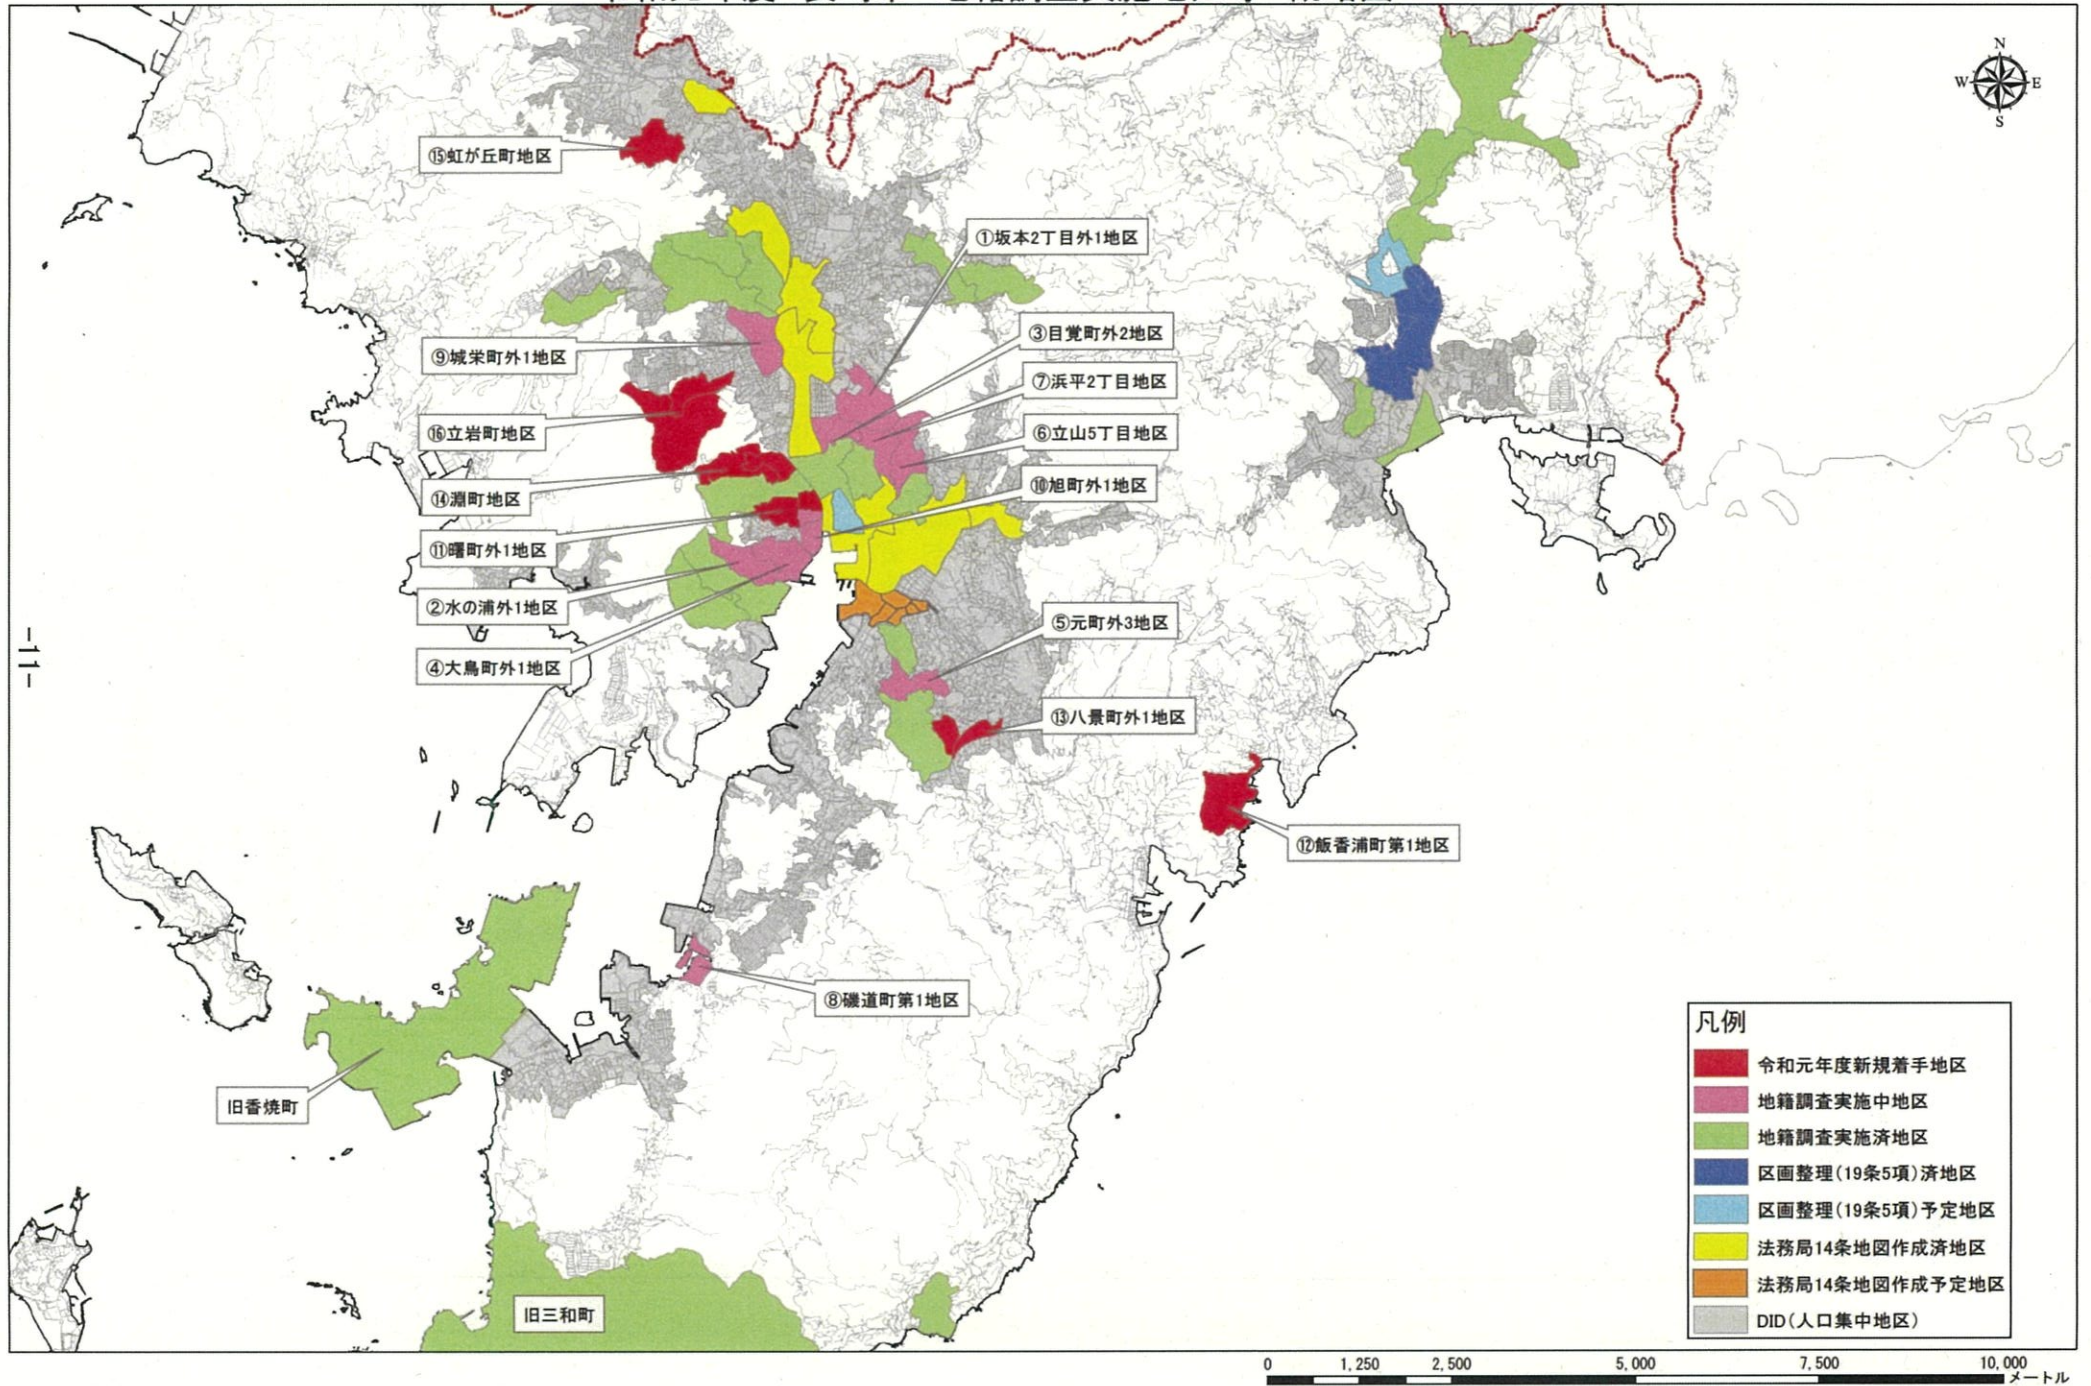 N
W E
S
⑮虹が丘町地区
①坂本2丁目外1地区
③目覚町外2地区
⑨城栄町外1地区
⑦浜平2丁目地区
⑯立岩町地区
⑥立山5丁目地区
⑭淵町地区
⑩旭町外1地区
⑪曙町外1地区
②水の浦外1地区
⑤元町外3地区
④大鳥町外1地区
⑬八景町外1地区
⑫飯香浦町第1地区
⑧磯道町第1地区
旧香焼町
旧三和町
-11-
凡例
令和元年度新規着手地区
地籍調査実施中地区
地籍調査実施済地区
区画整理(19条5項)済地区
区画整理(19条5項)予定地区
法務局14条地図作成済地区
法務局14条地図作成予定地区
DID(人口集中地区)
0 1,250 2,500 5,000 7,500 10,000
メートル